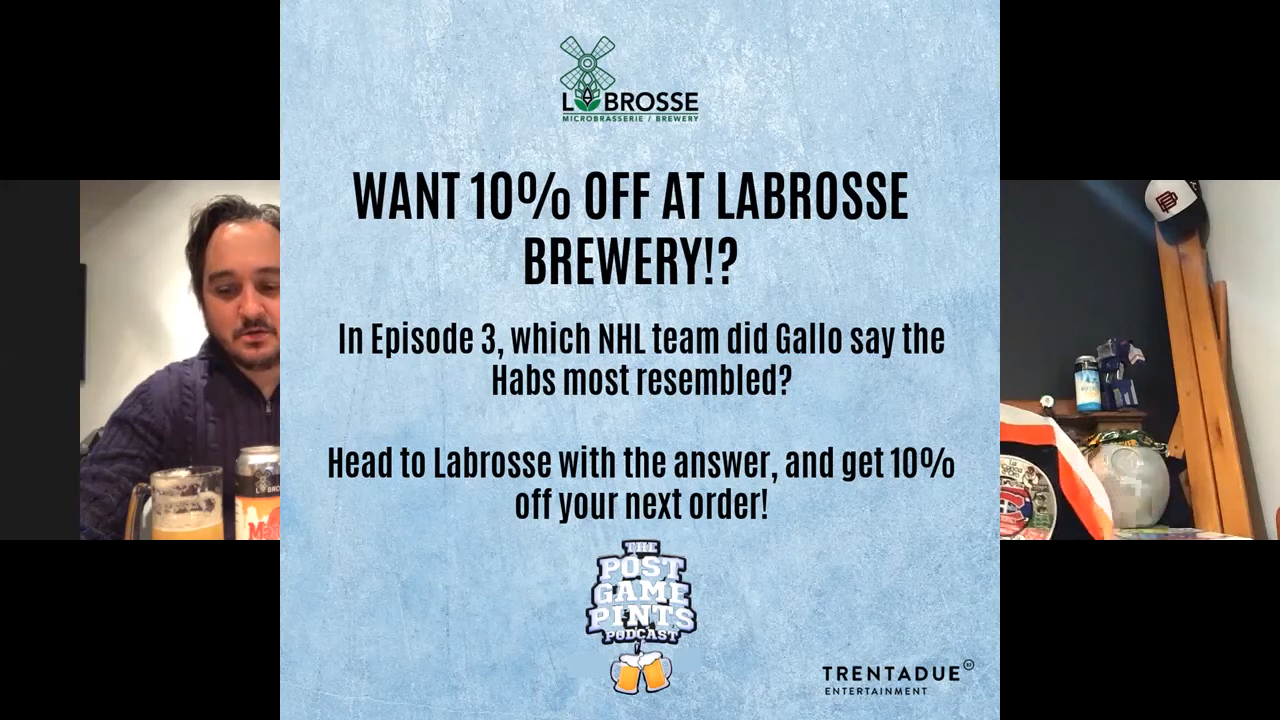 LABROSSE
MICROBRASSERIE / BREWERY
WANT 10% OFF AT LABROSSE
BREWERY!?
In Episode 3, which NHL team did Gallo say the
Habs most resembled?
Head to Labrosse with the answer, and get 10%
off your next order!
THE
POST
GAME
PINTS
PODCAST
TRENTADUE 32
ENTERTAINMENT